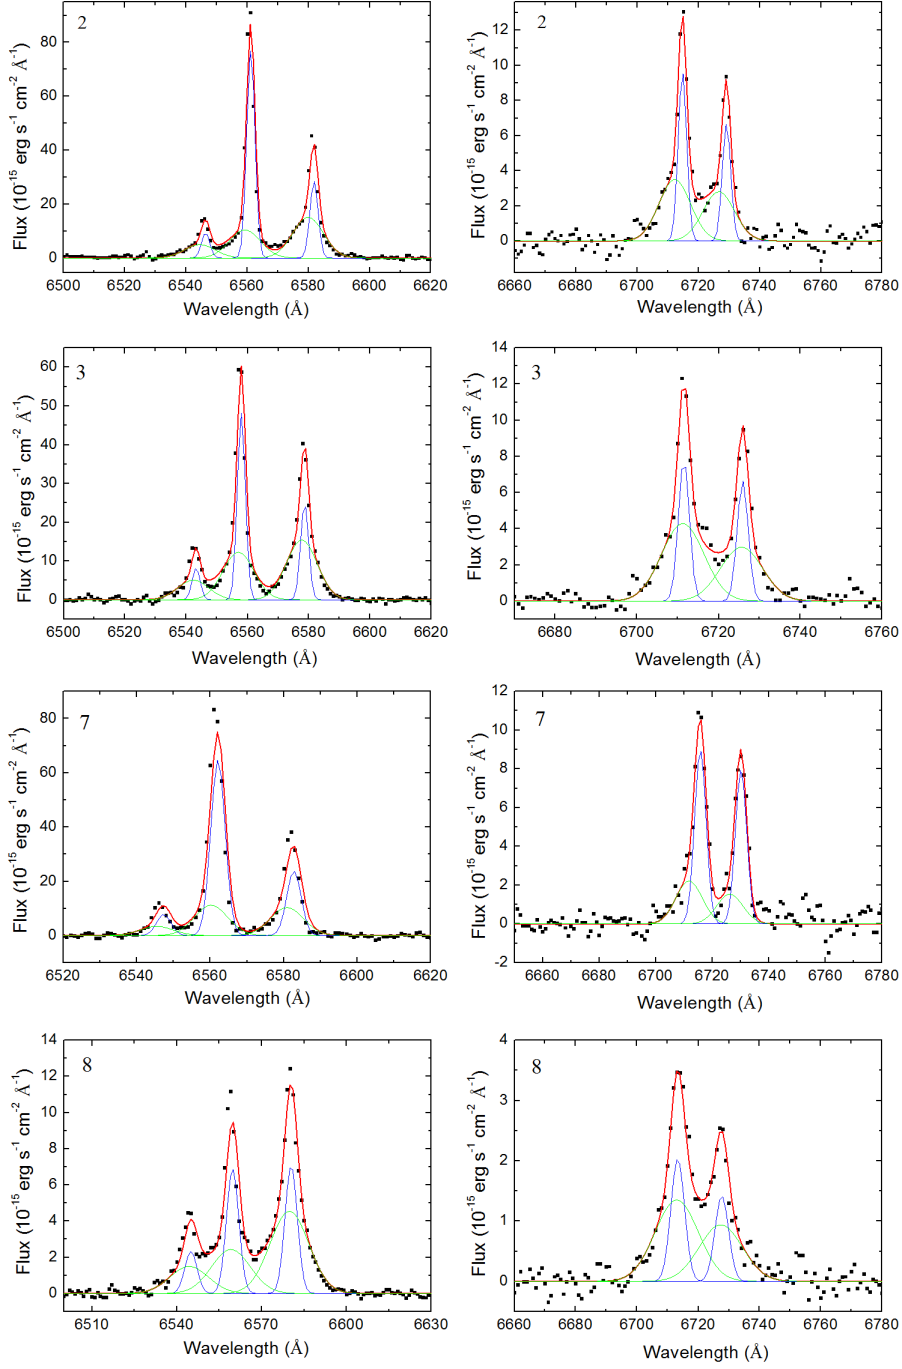 2
Flux (10⁻¹⁵ erg s⁻¹ cm⁻² Å⁻¹)
80
60
40
20
0
6500 6520 6540 6560 6580 6600 6620
Wavelength (Å)
2
Flux (10⁻¹⁵ erg s⁻¹ cm⁻² Å⁻¹)
12
10
8
6
4
2
0
6660 6680 6700 6720 6740 6760 6780
Wavelength (Å)
3
Flux (10⁻¹⁵ erg s⁻¹ cm⁻² Å⁻¹)
60
50
40
30
20
10
0
6500 6520 6540 6560 6580 6600 6620
Wavelength (Å)
3
Flux (10⁻¹⁵ erg s⁻¹ cm⁻² Å⁻¹)
14
12
10
8
6
4
2
0
6680 6700 6720 6740 6760
Wavelength (Å)
7
Flux (10⁻¹⁵ erg s⁻¹ cm⁻² Å⁻¹)
80
60
40
20
0
6520 6540 6560 6580 6600 6620
Wavelength (Å)
7
Flux (10⁻¹⁵ erg s⁻¹ cm⁻² Å⁻¹)
12
10
8
6
4
2
0
-2
6660 6680 6700 6720 6740 6760 6780
Wavelength (Å)
8
Flux (10⁻¹⁵ erg s⁻¹ cm⁻² Å⁻¹)
14
12
10
8
6
4
2
0
6510 6540 6570 6600 6630
Wavelength (Å)
8
Flux (10⁻¹⁵ erg s⁻¹ cm⁻² Å⁻¹)
4
3
2
1
0
6660 6680 6700 6720 6740 6760 6780
Wavelength (Å)